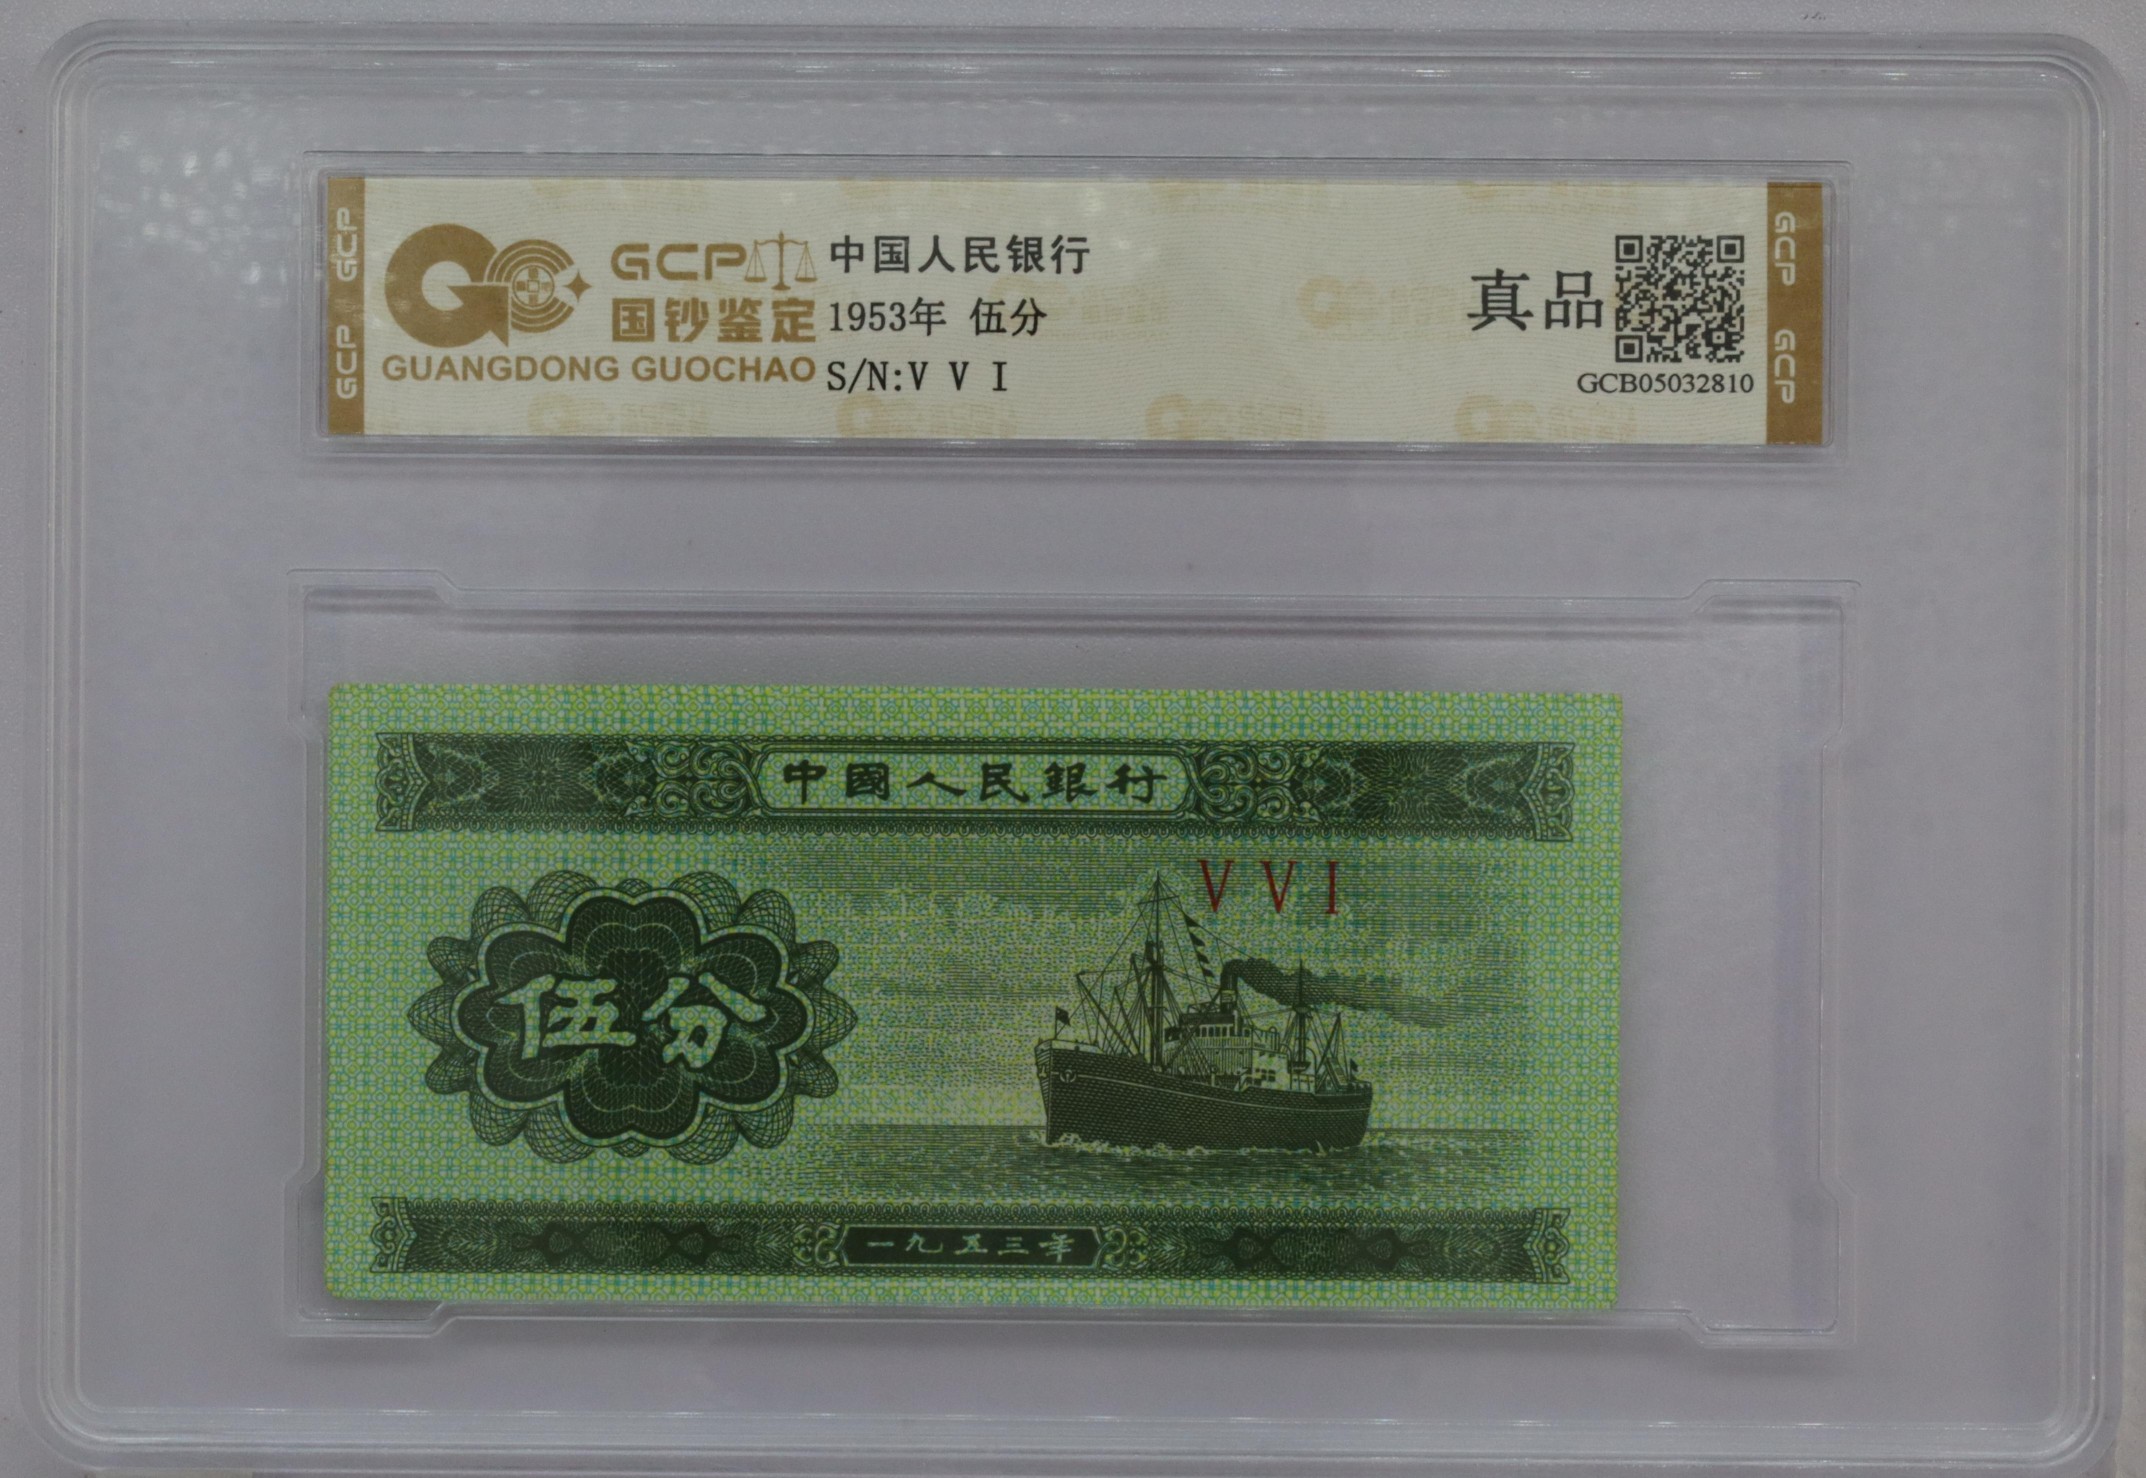 GCP
中国人民银行
国钞鉴定
1953年 伍分
真品
GUANGDONG GUOCHAO
S/N:V V I
GCB05032810
GCP
GCP
GCP
GCP
中國人民銀行
V V I
伍分
一九五三年